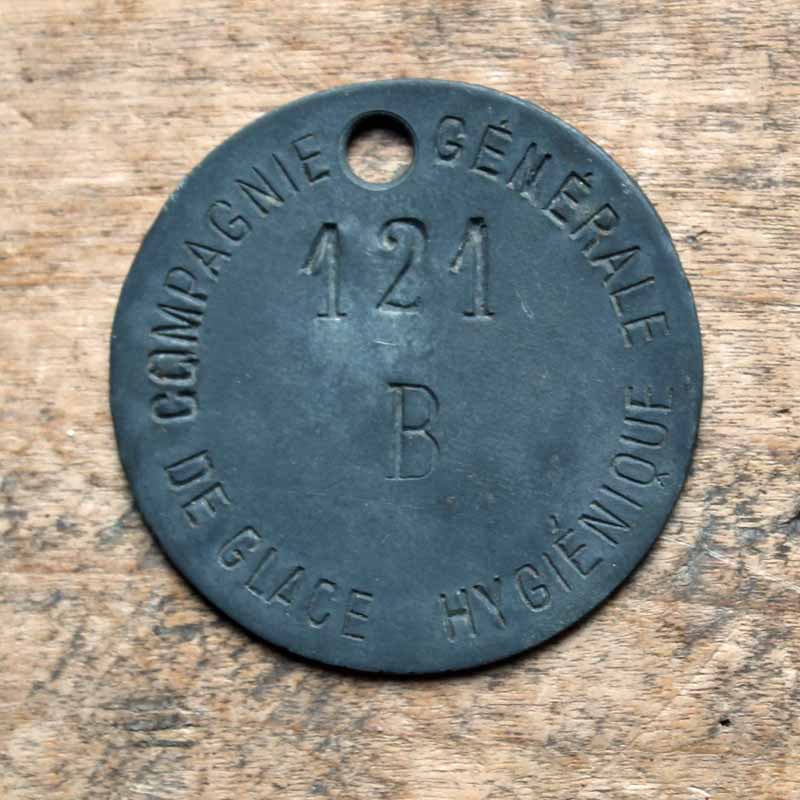 COMPAGNIE GÉNÉRALE
DE GLACE HYGIÉNIQUE
121
B